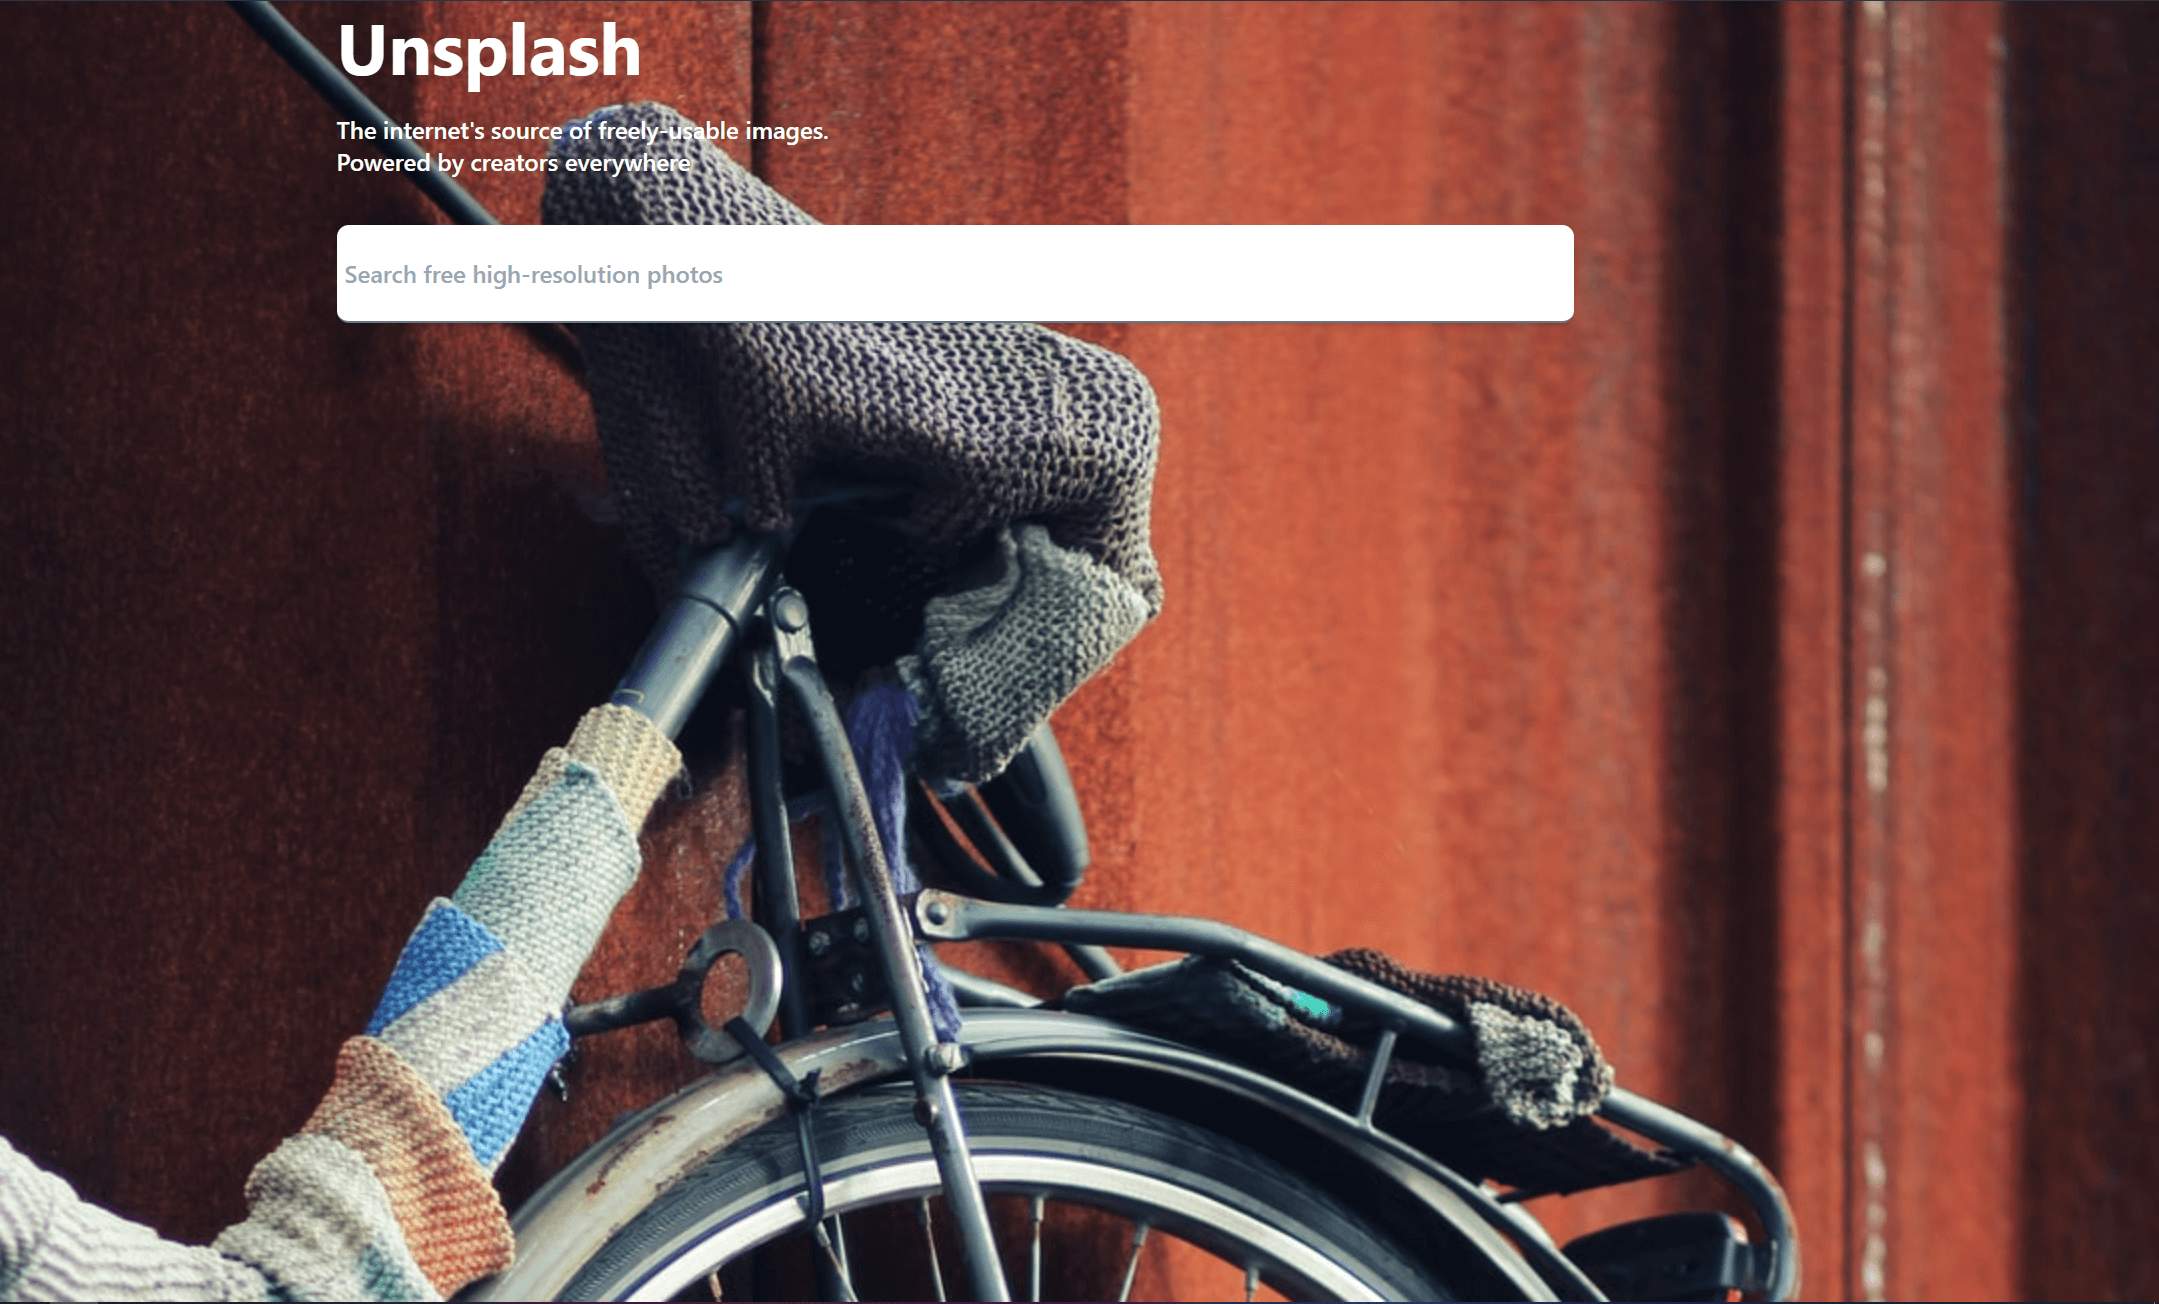 Unsplash
The internet's source of freely-usable images.
Powered by creators everywhere
Search free high-resolution photos